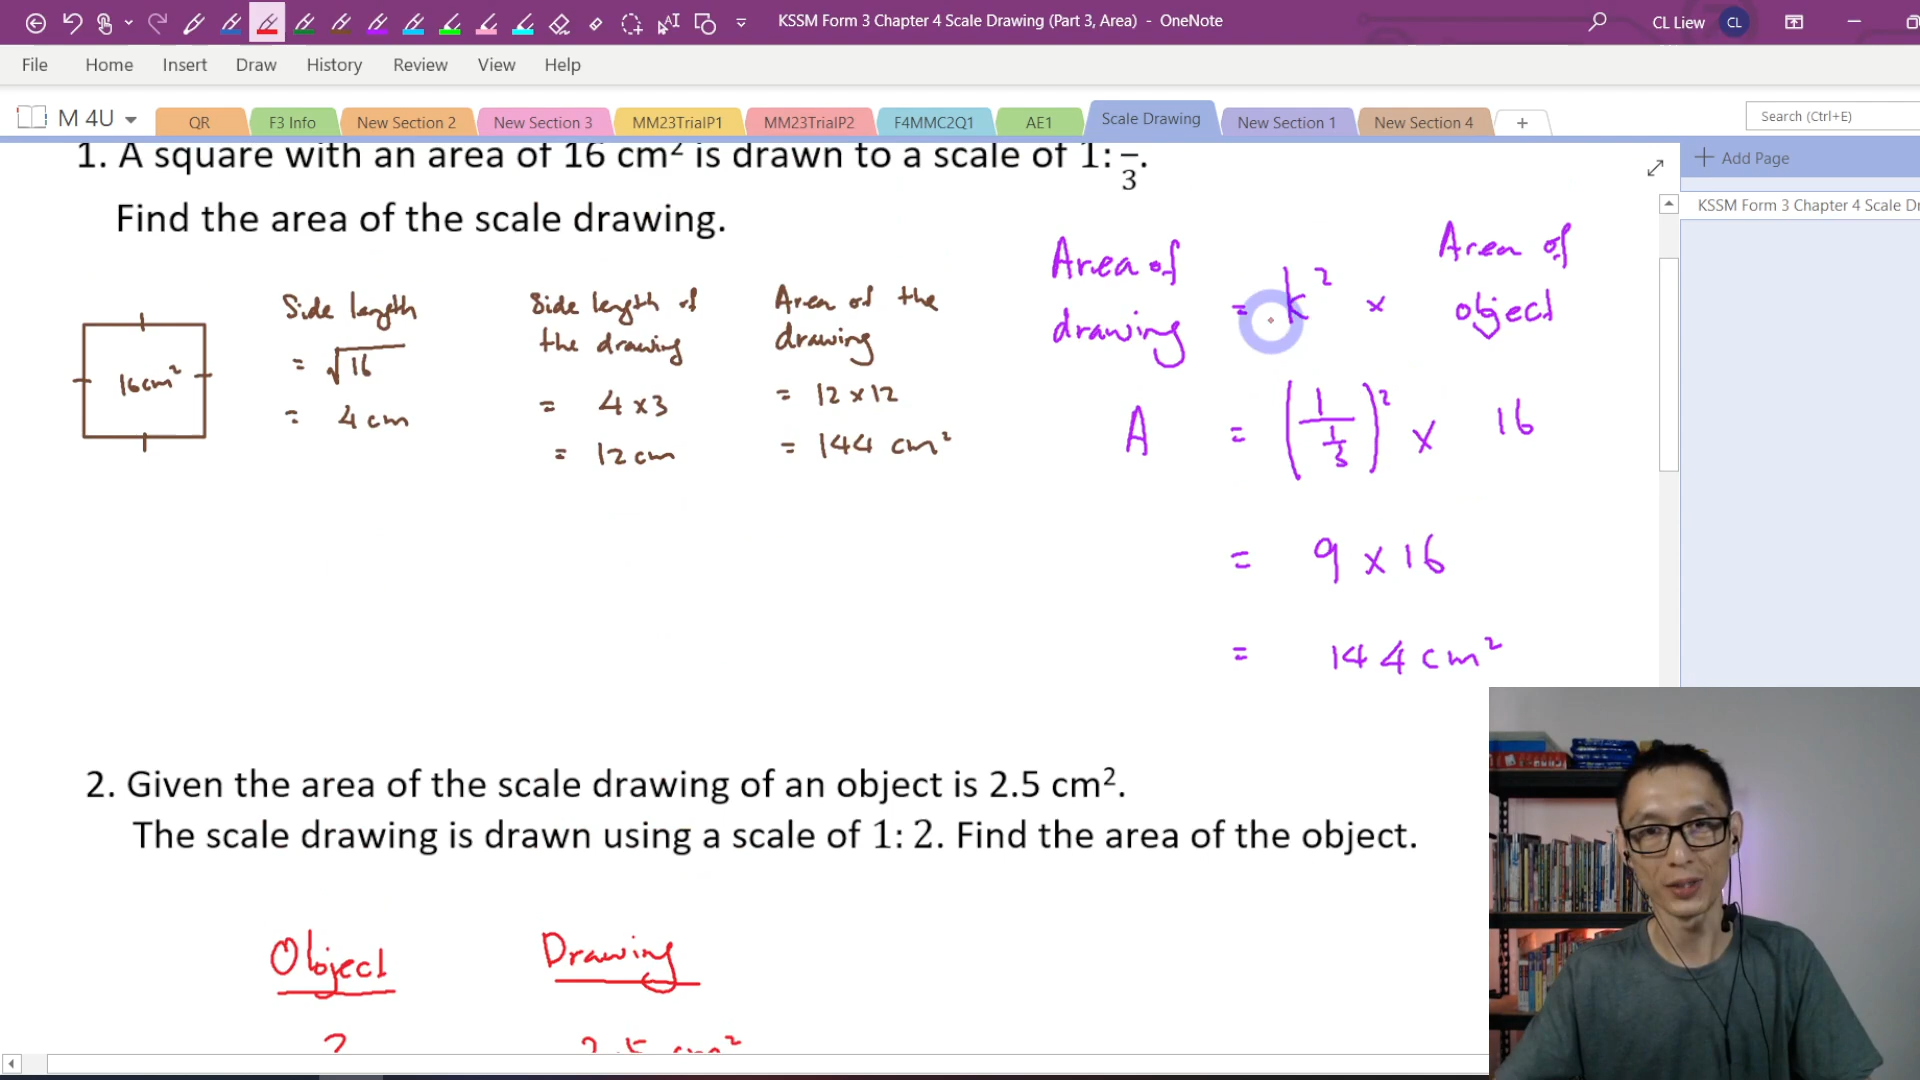 KSSM Form 3 Chapter 4 Scale Drawing (Part 3, Area) - OneNote
CL Liew CL
File Home Insert Draw History Review View Help
M 4U QR F3 Info New Section 2 New Section 3 MM23TrialP1 MM23TrialP2 F4MMC2Q1 AE1 Scale Drawing New Section 1 New Section 4 + Search (Ctrl+E)
+ Add Page
KSSM Form 3 Chapter 4 Scale Dr
1. A square with an area of 16 cm² is drawn to a scale of 1: –/3.
Find the area of the scale drawing.
16cm²
Side length
= √16
= 4 cm
Side length of
the drawing
= 4 x 3
= 12 cm
Area of the
drawing
= 12 x 12
= 144 cm²
Area of drawing = k² x Area of object
A = (1/(1/3))² x 16
= 9 x 16
= 144 cm²
2. Given the area of the scale drawing of an object is 2.5 cm².
The scale drawing is drawn using a scale of 1: 2. Find the area of the object.
Object Drawing
? 2.5 cm²